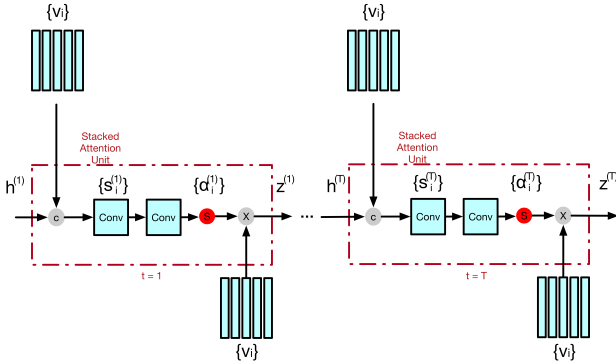 {vᵢ} {vᵢ}
Stacked Attention Unit Stacked Attention Unit
h⁽¹⁾ {sᵢ⁽¹⁾} {αᵢ⁽¹⁾} z⁽¹⁾ h⁽ᵀ⁾ {sᵢ⁽ᵀ⁾} {αᵢ⁽ᵀ⁾} z⁽ᵀ⁾
c Conv Conv S X ... c Conv Conv S X
t = 1 t = T
{vᵢ} {vᵢ}